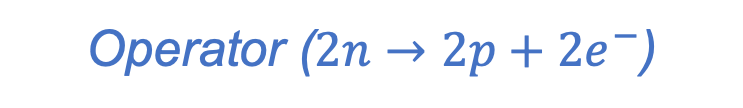 Operator (2n → 2p + 2e⁻)